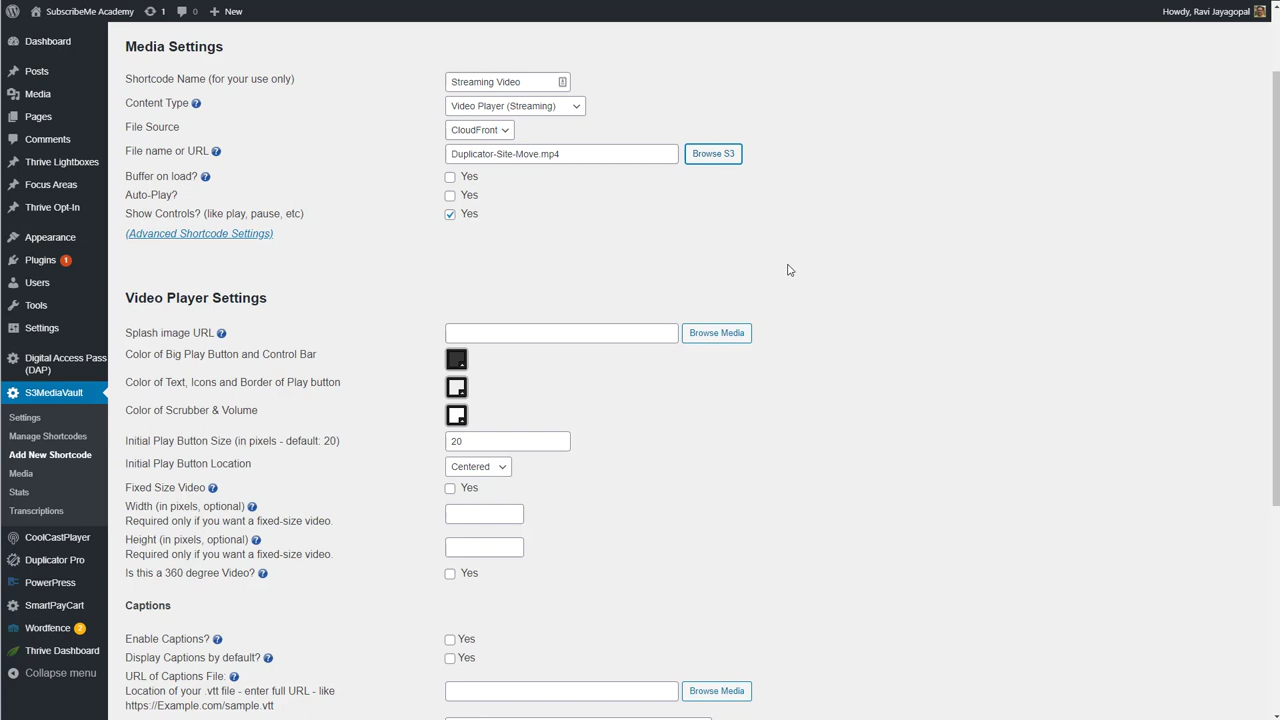 SubscribeMe Academy 1 0 New Howdy, Ravi Jayagopal
Dashboard
Posts
Media
Pages
Comments
Thrive Lightboxes
Focus Areas
Thrive Opt-In
Appearance
Plugins 1
Users
Tools
Settings
Digital Access Pass
(DAP)
S3MediaVault
Settings
Manage Shortcodes
Add New Shortcode
Media
Stats
Transcriptions
CoolCastPlayer
Duplicator Pro
PowerPress
SmartPayCart
Wordfence 2
Thrive Dashboard
Collapse menu
Media Settings
Shortcode Name (for your use only) Streaming Video
Content Type ? Video Player (Streaming)
File Source CloudFront
File name or URL ? Duplicator-Site-Move.mp4 Browse S3
Buffer on load? ? Yes
Auto-Play? Yes
Show Controls? (like play, pause, etc) Yes
(Advanced Shortcode Settings)
Video Player Settings
Splash image URL ? Browse Media
Color of Big Play Button and Control Bar
Color of Text, Icons and Border of Play button
Color of Scrubber & Volume
Initial Play Button Size (in pixels - default: 20) 20
Initial Play Button Location Centered
Fixed Size Video ? Yes
Width (in pixels, optional) ?
Required only if you want a fixed-size video.
Height (in pixels, optional) ?
Required only if you want a fixed-size video.
Is this a 360 degree Video? ? Yes
Captions
Enable Captions? ? Yes
Display Captions by default? ? Yes
URL of Captions File: ?
Location of your .vtt file - enter full URL - like Browse Media
https://Example.com/sample.vtt